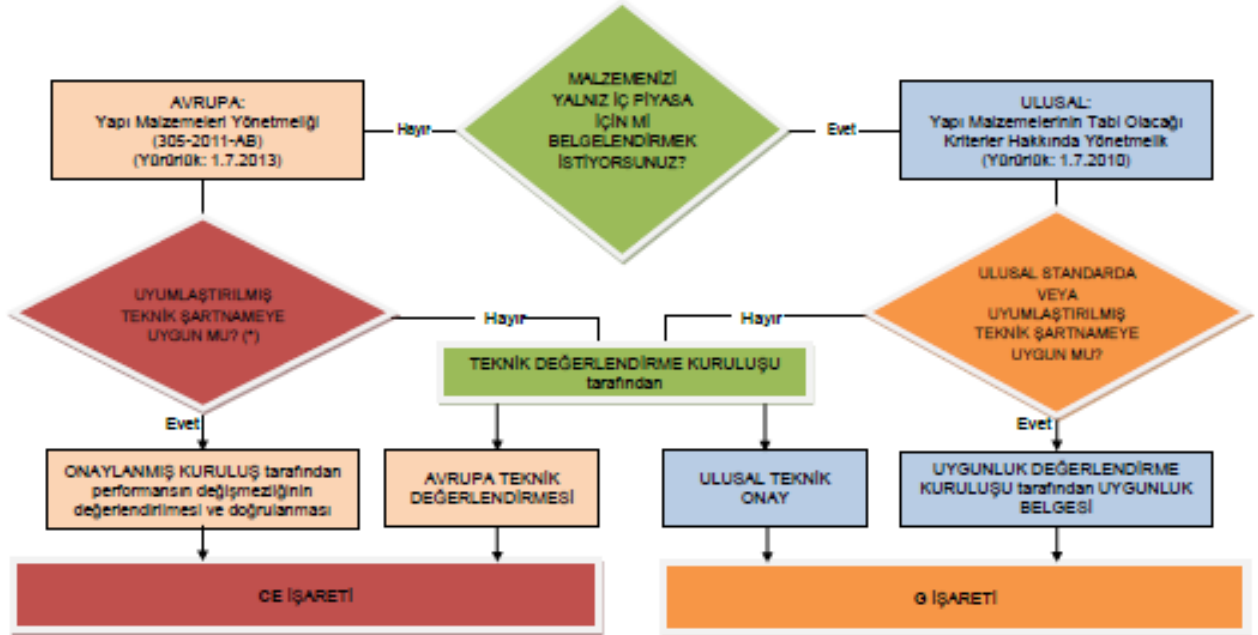 MALZEMENİZİ
YALNIZ İÇ PİYASA
İÇİN Mİ
BELGELENDİRMEK
İSTİYORSUNUZ?
Hayır
Evet
AVRUPA:
Yapı Malzemeleri Yönetmeliği
(305-2011-AB)
(Yürürlük: 1.7.2013)
ULUSAL:
Yapı Malzemelerinin Tabi Olacağı
Kriterler Hakkında Yönetmelik
(Yürürlük: 1.7.2010)
UYUMLAŞTIRILMIŞ
TEKNİK ŞARTNAMEYE
UYGUN MU? (*)
ULUSAL STANDARDA
VEYA
UYUMLAŞTIRILMIŞ
TEKNİK ŞARTNAMEYE
UYGUN MU?
Hayır
Hayır
TEKNİK DEĞERLENDİRME KURULUŞU
tarafından
Evet
Evet
ONAYLANMIŞ KURULUŞ tarafından
performansın değişmezliğinin
değerlendirilmesi ve doğrulanması
AVRUPA TEKNİK
DEĞERLENDİRMESİ
ULUSAL TEKNİK
ONAY
UYGUNLUK DEĞERLENDİRME
KURULUŞU tarafından UYGUNLUK
BELGESİ
CE İŞARETİ
G İŞARETİ